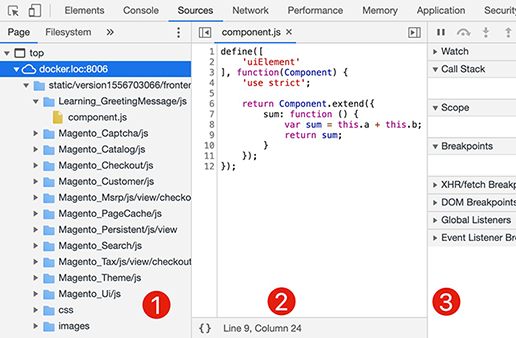 Elements Console Sources Network Performance Memory Application Security
Page Filesystem »
top
docker.loc:8006
static/version1556703066/fronten
Learning_GreetingMessage/js
component.js
Magento_Captcha/js
Magento_Catalog/js
Magento_Checkout/js
Magento_Customer/js
Magento_Msrp/js/view/checkou
Magento_PageCache/js
Magento_Persistent/js/view
Magento_Search/js
Magento_Tax/js/view/checkout
Magento_Theme/js
Magento_Ui/js
css
images
1
component.js ×
1 define([
2 'uiElement'
3 ], function(Component) {
4 'use strict';
5
6 return Component.extend({
7 sum: function () {
8 var sum = this.a + this.b;
9 return sum;
10 }
11 });
12 });
2
{} Line 9, Column 24
Watch
Call Stack
Scope
Breakpoints
XHR/fetch Breakp
DOM Breakpoints
Global Listeners
Event Listener Bre
3